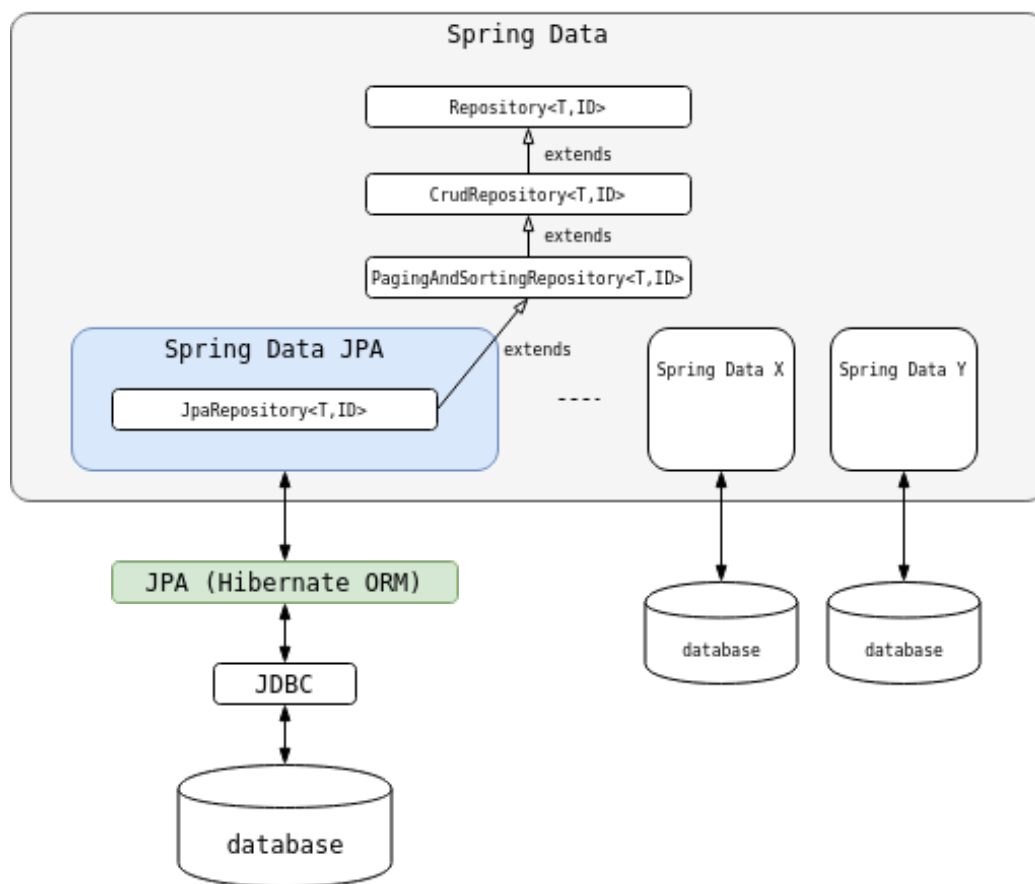 Spring Data
Repository<T,ID>
extends
CrudRepository<T,ID>
extends
PagingAndSortingRepository<T,ID>
extends
Spring Data JPA
JpaRepository<T,ID>
----
Spring Data X
Spring Data Y
JPA (Hibernate ORM)
JDBC
database
database
database